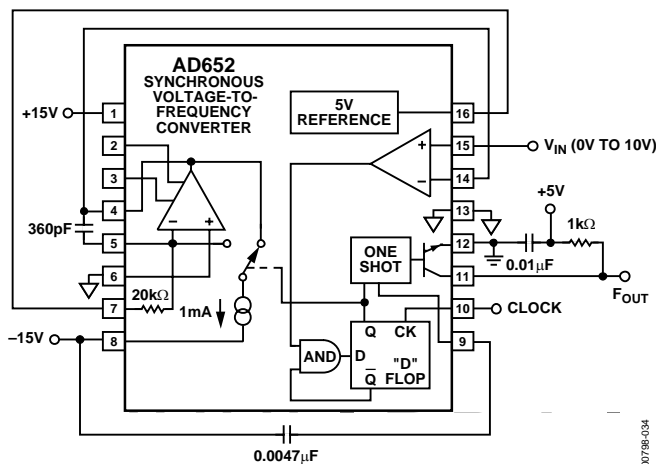 AD652
SYNCHRONOUS
VOLTAGE-TO-
FREQUENCY
CONVERTER
5V
REFERENCE
+15V
1
2
3
4
5
6
7
8
16
15
14
13
12
11
10
9
+
–
VIN (0V TO 10V)
+5V
–
+
360pF
20kΩ
1mA
–15V
ONE
SHOT
1kΩ
0.01µF
FOUT
CLOCK
AND
Q
CK
D
"D"
FLOP
Q̅
0.0047µF
00798-034